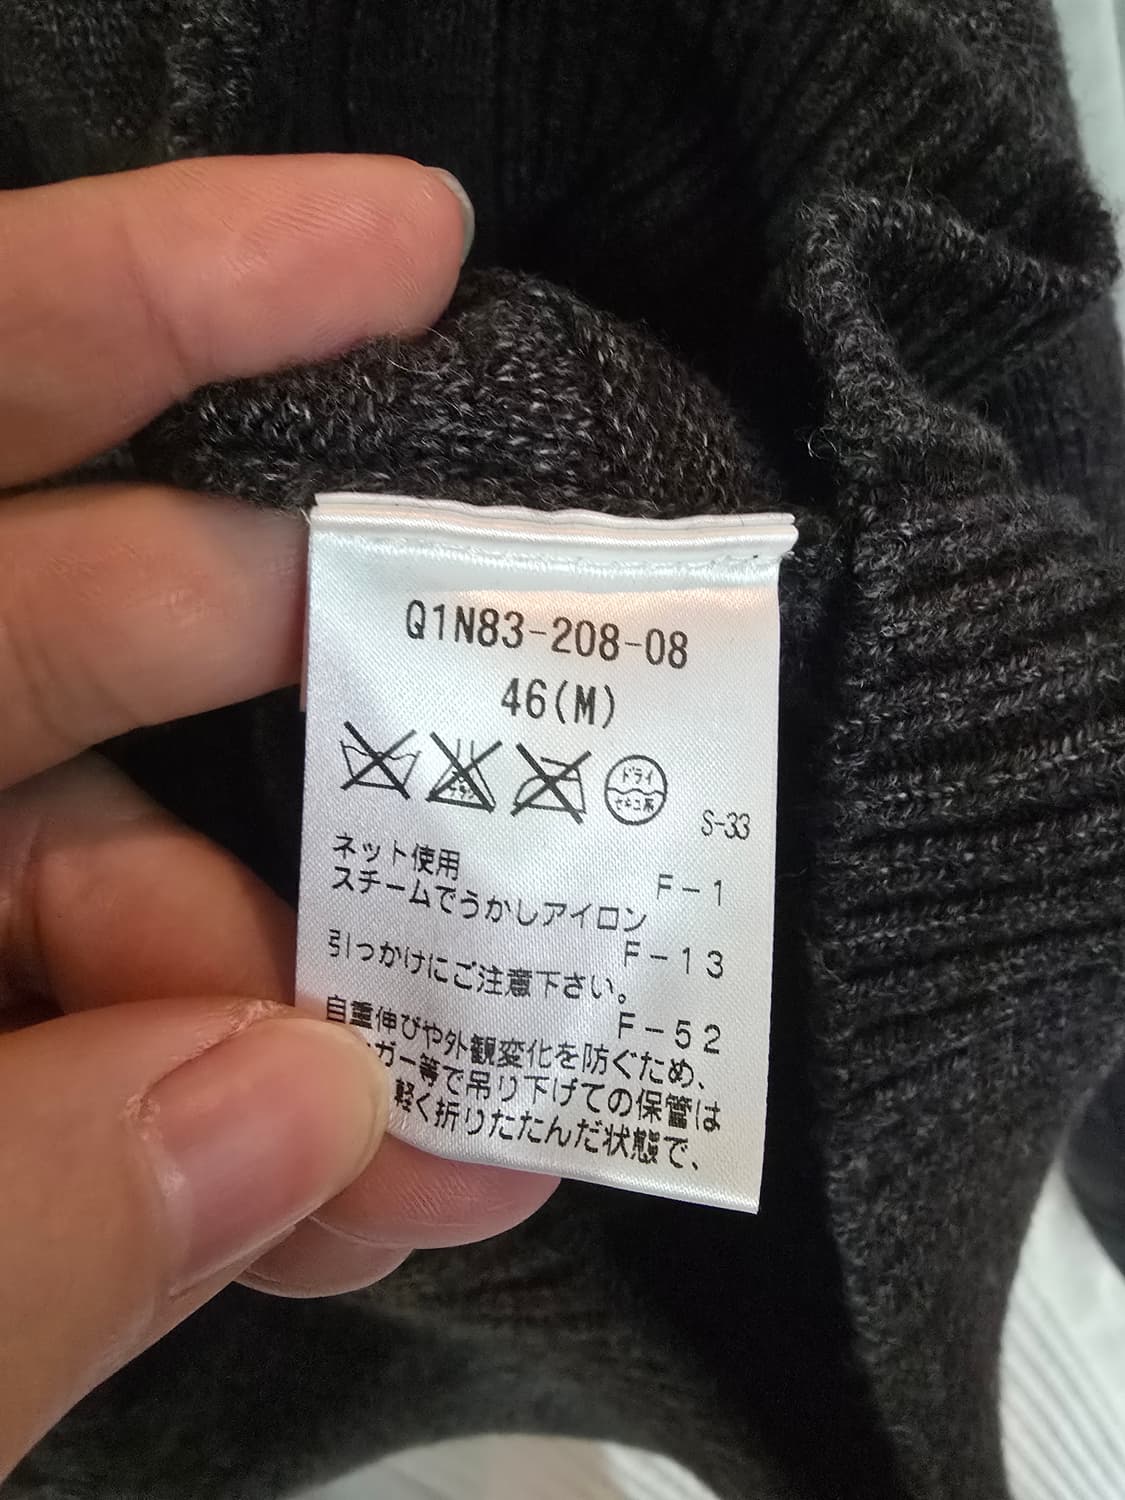 Q1N83-208-08
46(M)
ドライ
セキユ系
S-33
ネット使用
F-1
スチームでうかしアイロン
F-13
引っかけにご注意下さい。
F-52
自重伸びや外観変化を防ぐため、
ガー等で吊り下げての保管は
軽く折りたたんだ状態で、